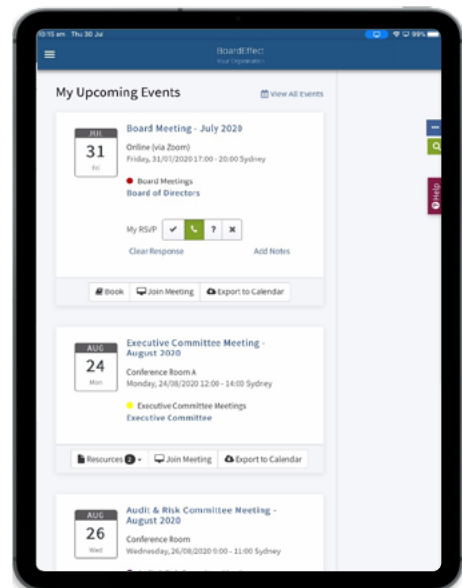 10:15 am Thu 30 Jul
99%
BoardEffect
Your Organisation
My Upcoming Events
View All Events
JUL
31
Fri
Board Meeting - July 2020
Online (via Zoom)
Friday, 31/07/2020 17:00 - 20:00 Sydney
Board Meetings
Board of Directors
My RSVP
?
Clear Response
Add Notes
Book
Join Meeting
Export to Calendar
Help
AUG
24
Mon
Executive Committee Meeting -
August 2020
Conference Room A
Monday, 24/08/2020 12:00 - 14:00 Sydney
Executive Committee Meetings
Executive Committee
Resources 2
Join Meeting
Export to Calendar
AUG
26
Wed
Audit & Risk Committee Meeting -
August 2020
Conference Room
Wednesday, 26/08/2020 9:00 - 11:00 Sydney